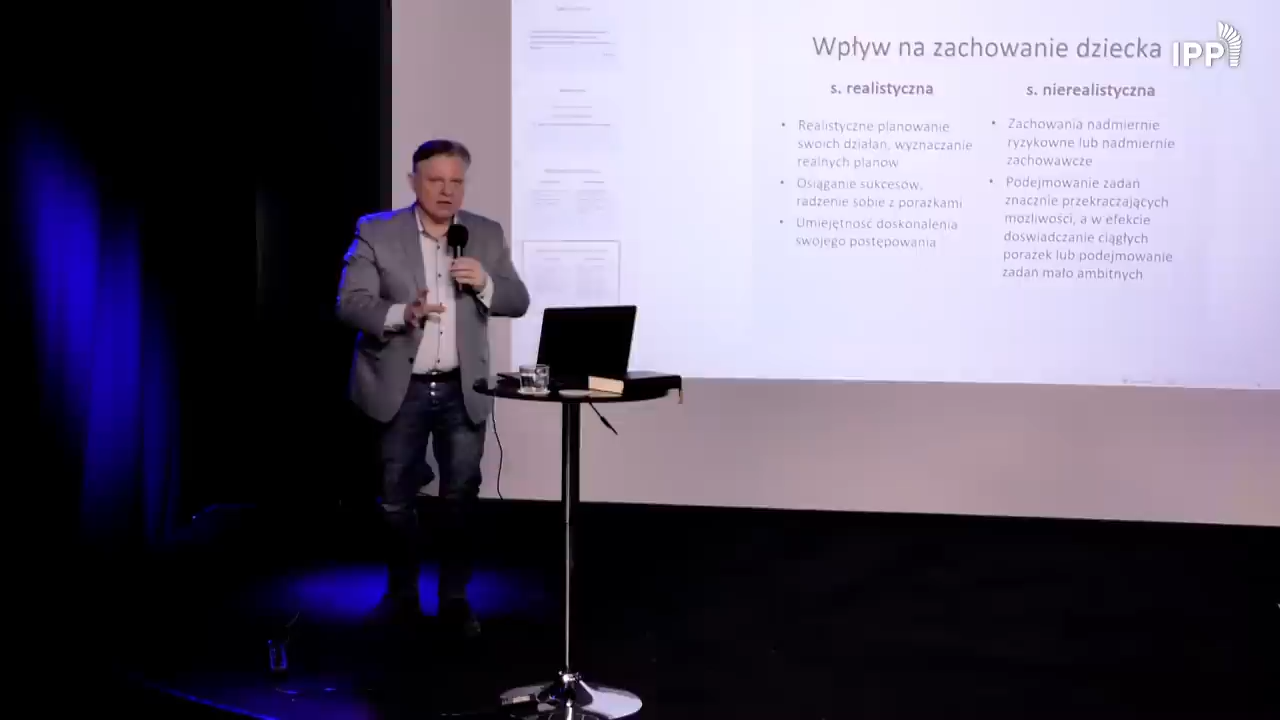 Wpływ na zachowanie dziecka
IPP
s. realistyczna
Realistyczne planowanie
swoich działań, wyznaczanie
realnych planów
Osiąganie sukcesów,
radzenie sobie z porażkami
Umiejętność doskonalenia
swojego postępowania
s. nierealistyczna
Zachowania nadmiernie
ryzykowne lub nadmiernie
zachowawcze
Podejmowanie zadań
znacznie przekraczających
możliwości, a w efekcie
doświadczanie ciągłych
porażek lub podejmowanie
zadań mało ambitnych